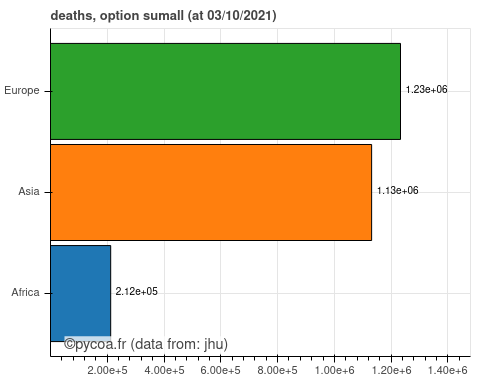 deaths, option sumall (at 03/10/2021)
Europe
1.23e+06
Asia
1.13e+06
Africa
2.12e+05
©pycoa.fr (data from: jhu)
2.00e+5 4.00e+5 6.00e+5 8.00e+5 1.00e+6 1.20e+6 1.40e+6